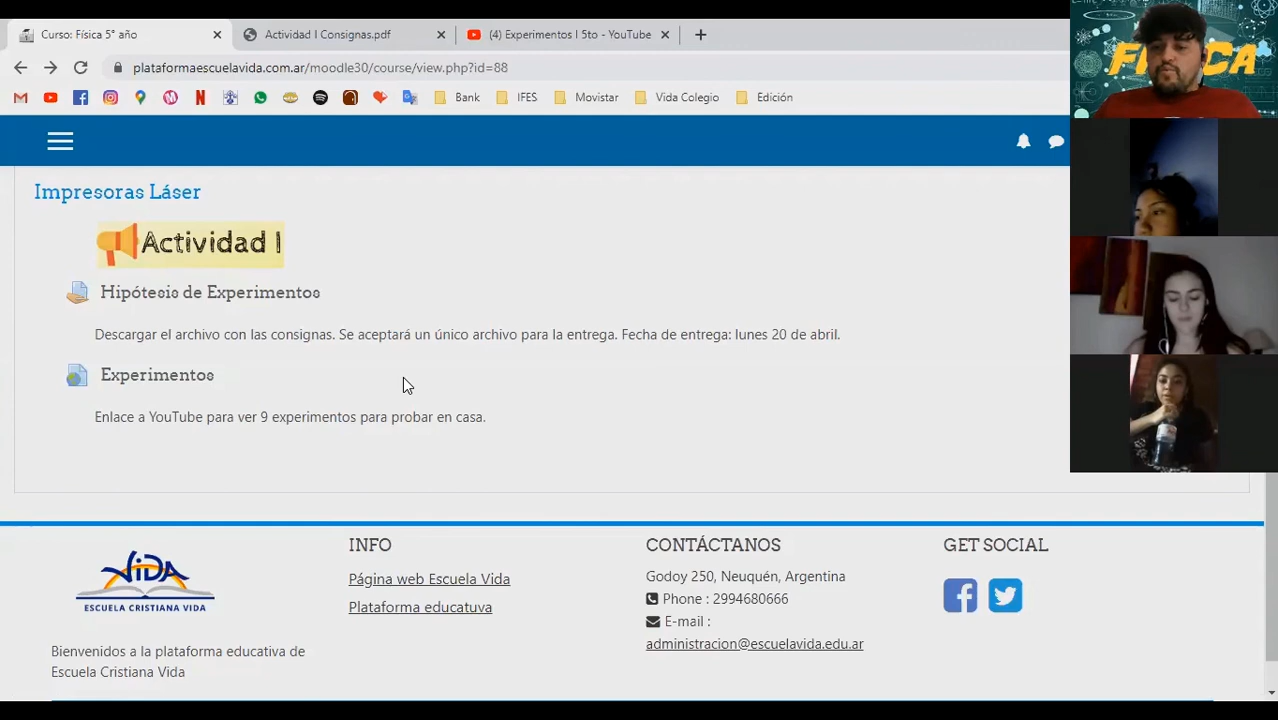 Curso: Física 5° año
Actividad I Consignas.pdf
(4) Experimentos I 5to - YouTube
plataformaescuelavida.com.ar/moodle30/course/view.php?id=88
Bank
IFES
Movistar
Vida Colegio
Edición
FÍSICA
Impresoras Láser
Actividad I
Hipótesis de Experimentos
Descargar el archivo con las consignas. Se aceptará un único archivo para la entrega. Fecha de entrega: lunes 20 de abril.
Experimentos
Enlace a YouTube para ver 9 experimentos para probar en casa.
VIDA
ESCUELA CRISTIANA VIDA
Bienvenidos a la plataforma educativa de
Escuela Cristiana Vida
INFO
Página web Escuela Vida
Plataforma educatuva
CONTÁCTANOS
Godoy 250, Neuquén, Argentina
Phone : 2994680666
E-mail :
administracion@escuelavida.edu.ar
GET SOCIAL